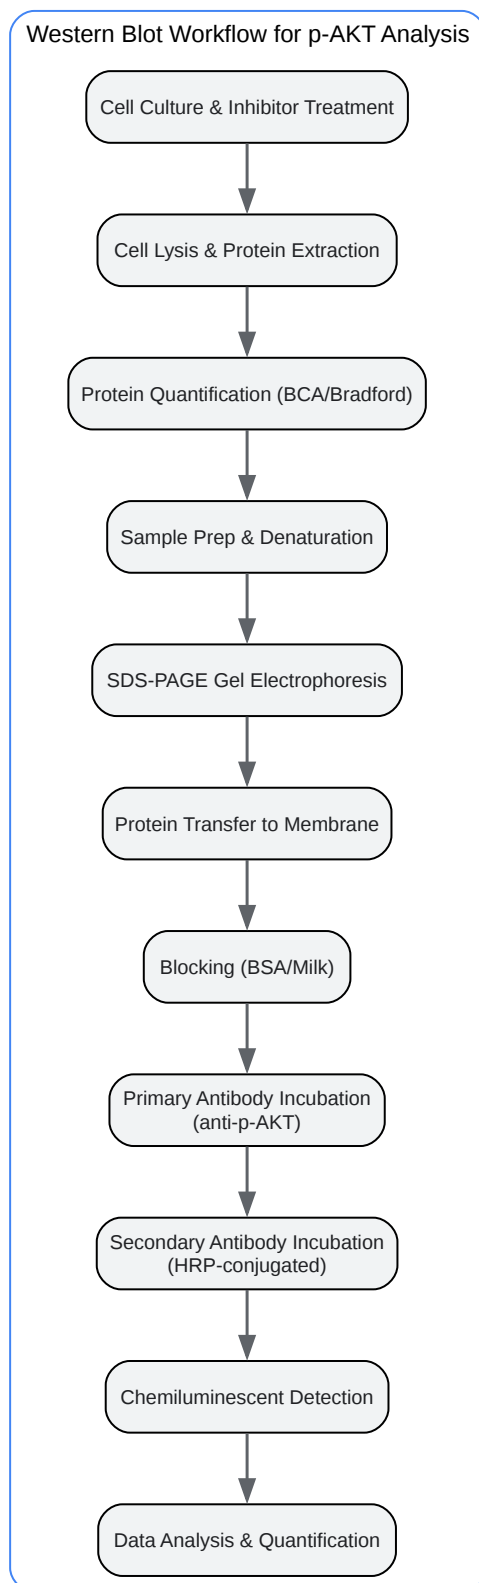 Western Blot Workflow for p-AKT Analysis
Cell Culture & Inhibitor Treatment
Cell Lysis & Protein Extraction
Protein Quantification (BCA/Bradford)
Sample Prep & Denaturation
SDS-PAGE Gel Electrophoresis
Protein Transfer to Membrane
Blocking (BSA/Milk)
Primary Antibody Incubation
(anti-p-AKT)
Secondary Antibody Incubation
(HRP-conjugated)
Chemiluminescent Detection
Data Analysis & Quantification